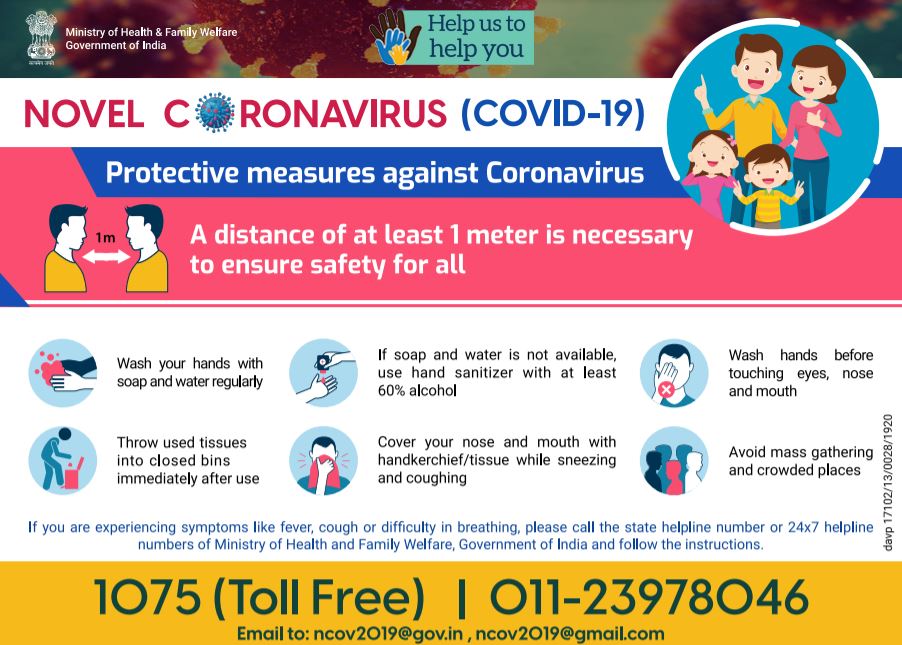 Ministry of Health & Family Welfare
Government of India
सत्यमेव जयते
Help us to
help you
NOVEL CORONAVIRUS (COVID-19)
Protective measures against Coronavirus
1m
A distance of at least 1 meter is necessary
to ensure safety for all
Wash your hands with
soap and water regularly
If soap and water is not available,
use hand sanitizer with at least
60% alcohol
Wash hands before
touching eyes, nose
and mouth
Throw used tissues
into closed bins
immediately after use
Cover your nose and mouth with
handkerchief/tissue while sneezing
and coughing
Avoid mass gathering
and crowded places
davp 17102/13/0028/1920
If you are experiencing symptoms like fever, cough or difficulty in breathing, please call the state helpline number or 24x7 helpline
numbers of Ministry of Health and Family Welfare, Government of India and follow the instructions.
1075 (Toll Free) | 011-23978046
Email to: ncov2019@gov.in , ncov2019@gmail.com